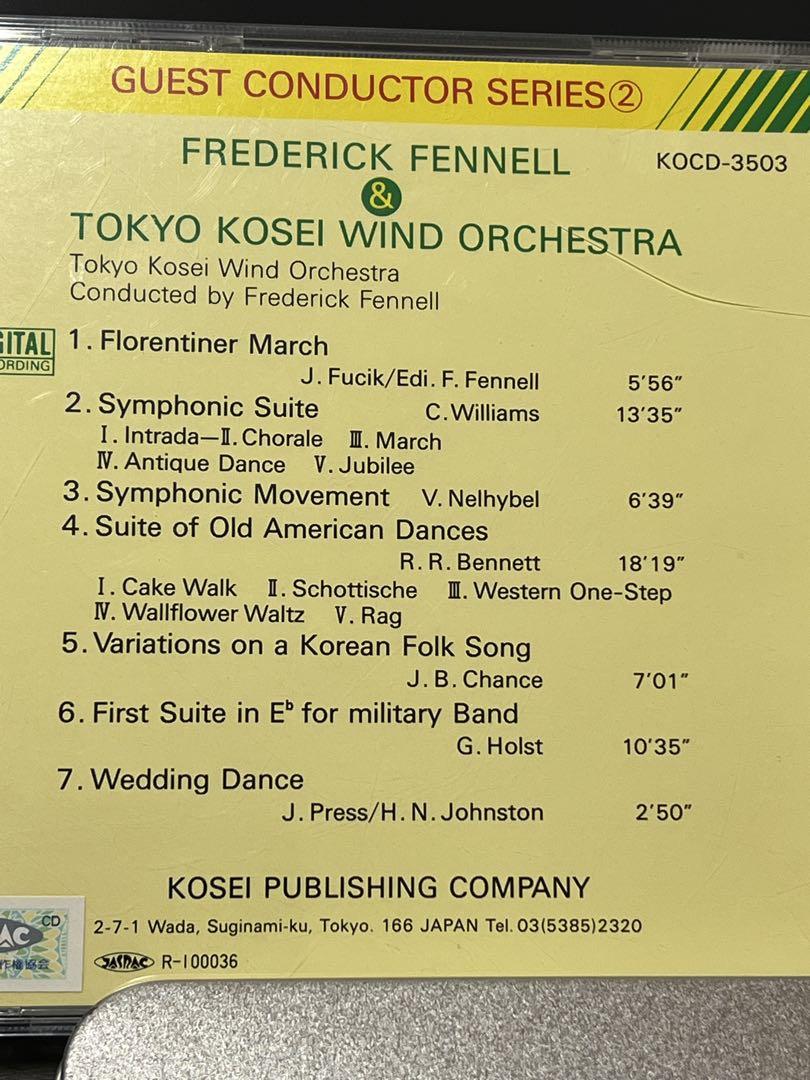 GUEST CONDUCTOR SERIES②
FREDERICK FENNELL KOCD-3503
&
TOKYO KOSEI WIND ORCHESTRA
Tokyo Kosei Wind Orchestra
Conducted by Frederick Fennell
1. Florentiner March
J. Fucik/Edi. F. Fennell 5'56"
2. Symphonic Suite C. Williams 13'35"
Ⅰ. Intrada—Ⅱ. Chorale Ⅲ. March
Ⅳ. Antique Dance Ⅴ. Jubilee
3. Symphonic Movement V. Nelhybel 6'39"
4. Suite of Old American Dances
R. R. Bennett 18'19"
Ⅰ. Cake Walk Ⅱ. Schottische Ⅲ. Western One-Step
Ⅳ. Wallflower Waltz Ⅴ. Rag
5. Variations on a Korean Folk Song
J. B. Chance 7'01"
6. First Suite in E♭ for military Band
G. Holst 10'35"
7. Wedding Dance
J. Press/H. N. Johnston 2'50"
KOSEI PUBLISHING COMPANY
2-7-1 Wada, Suginami-ku, Tokyo. 166 JAPAN Tel. 03(5385)2320
JASRAC R-100036
CD
作権協会